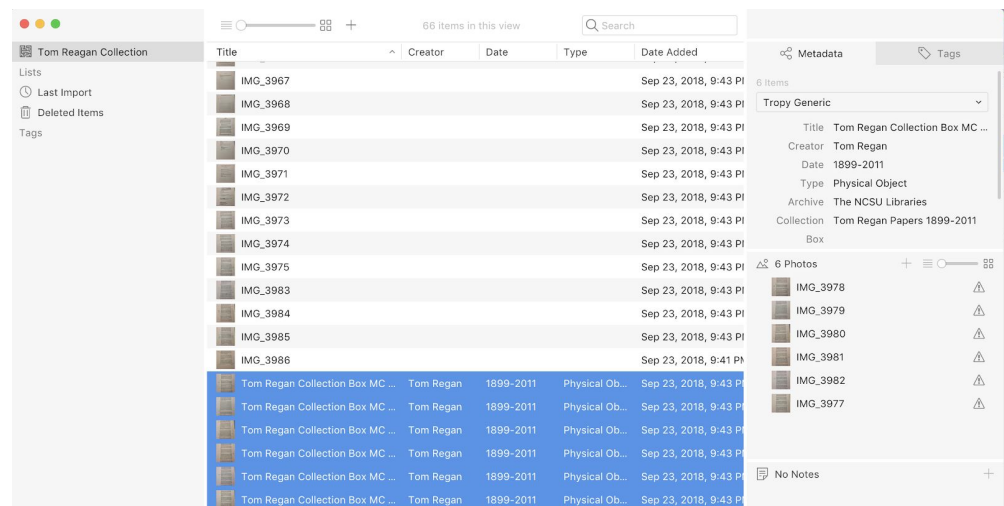 66 items in this view
Search
Tom Reagan Collection
Lists
Last Import
Deleted Items
Tags
Title Creator Date Type Date Added
IMG_3967 Sep 23, 2018, 9:43 PM
IMG_3968 Sep 23, 2018, 9:43 PM
IMG_3969 Sep 23, 2018, 9:43 PM
IMG_3970 Sep 23, 2018, 9:43 PM
IMG_3971 Sep 23, 2018, 9:43 PM
IMG_3972 Sep 23, 2018, 9:43 PM
IMG_3973 Sep 23, 2018, 9:43 PM
IMG_3974 Sep 23, 2018, 9:43 PM
IMG_3975 Sep 23, 2018, 9:43 PM
IMG_3983 Sep 23, 2018, 9:43 PM
IMG_3984 Sep 23, 2018, 9:43 PM
IMG_3985 Sep 23, 2018, 9:43 PM
IMG_3986 Sep 23, 2018, 9:41 PM
Tom Regan Collection Box MC ... Tom Regan 1899-2011 Physical Ob... Sep 23, 2018, 9:43 PM
Tom Regan Collection Box MC ... Tom Regan 1899-2011 Physical Ob... Sep 23, 2018, 9:43 PM
Tom Regan Collection Box MC ... Tom Regan 1899-2011 Physical Ob... Sep 23, 2018, 9:43 PM
Tom Regan Collection Box MC ... Tom Regan 1899-2011 Physical Ob... Sep 23, 2018, 9:43 PM
Tom Regan Collection Box MC ... Tom Regan 1899-2011 Physical Ob... Sep 23, 2018, 9:43 PM
Tom Regan Collection Box MC ... Tom Regan 1899-2011 Physical Ob... Sep 23, 2018, 9:43 PM
Metadata Tags
6 Items
Tropy Generic
Title Tom Regan Collection Box MC ...
Creator Tom Regan
Date 1899-2011
Type Physical Object
Archive The NCSU Libraries
Collection Tom Regan Papers 1899-2011
Box
6 Photos
IMG_3978
IMG_3979
IMG_3980
IMG_3981
IMG_3982
IMG_3977
No Notes